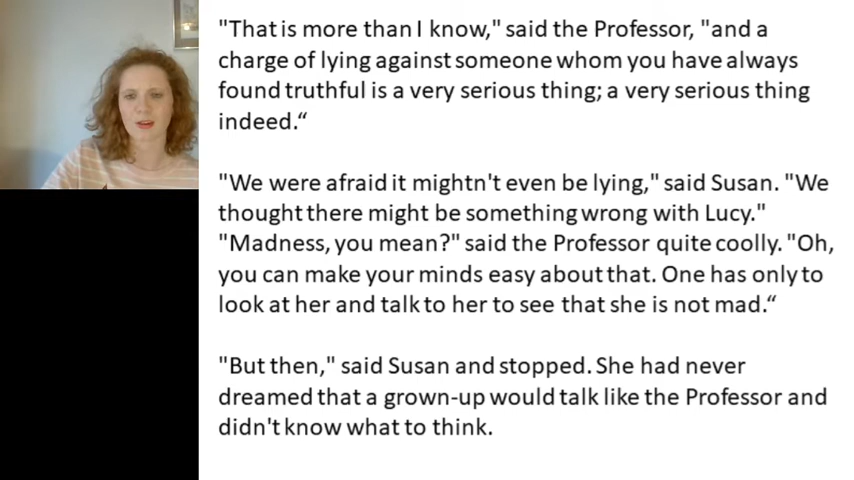 "That is more than I know," said the Professor, "and a
charge of lying against someone whom you have always
found truthful is a very serious thing; a very serious thing
indeed.“
"We were afraid it mightn't even be lying," said Susan. "We
thought there might be something wrong with Lucy."
"Madness, you mean?" said the Professor quite coolly. "Oh,
you can make your minds easy about that. One has only to
look at her and talk to her to see that she is not mad.“
"But then," said Susan and stopped. She had never
dreamed that a grown-up would talk like the Professor and
didn't know what to think.